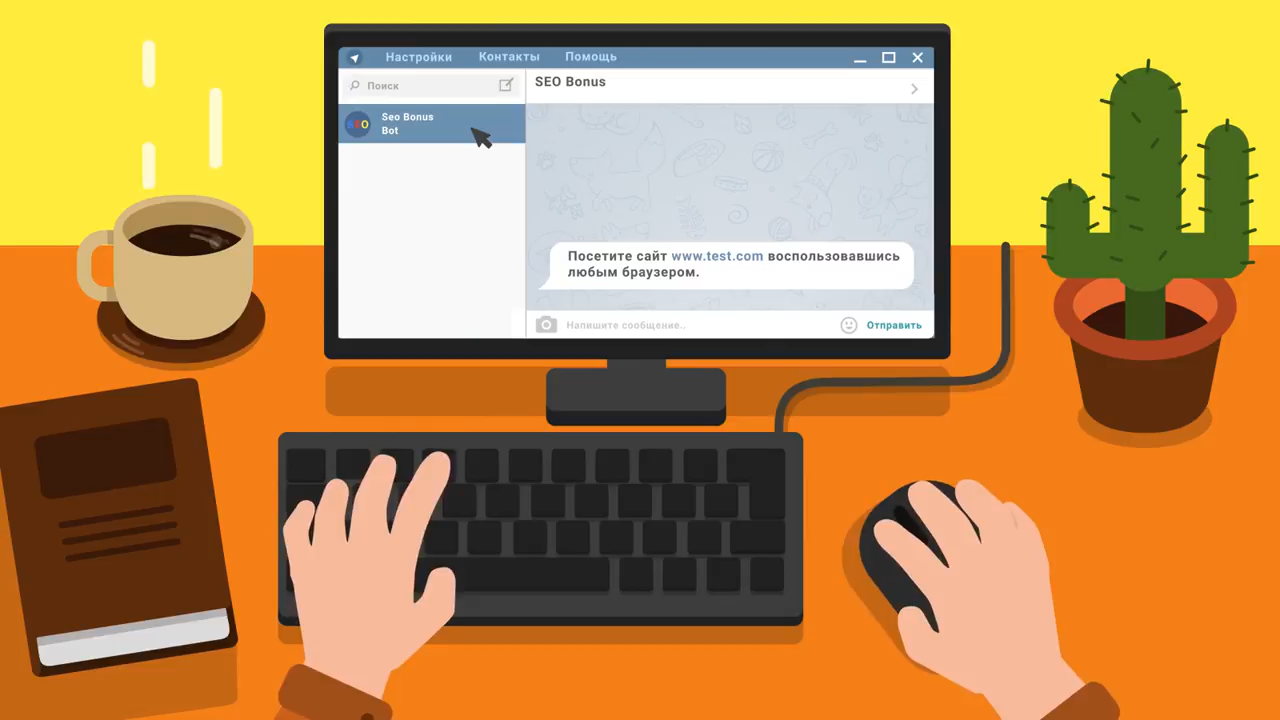 Настройки Контакты Помощь
Поиск
SEO Bonus
SEO
Seo Bonus
Bot
Посетите сайт www.test.com воспользовавшись
любым браузером.
Напишите сообщение..
Отправить